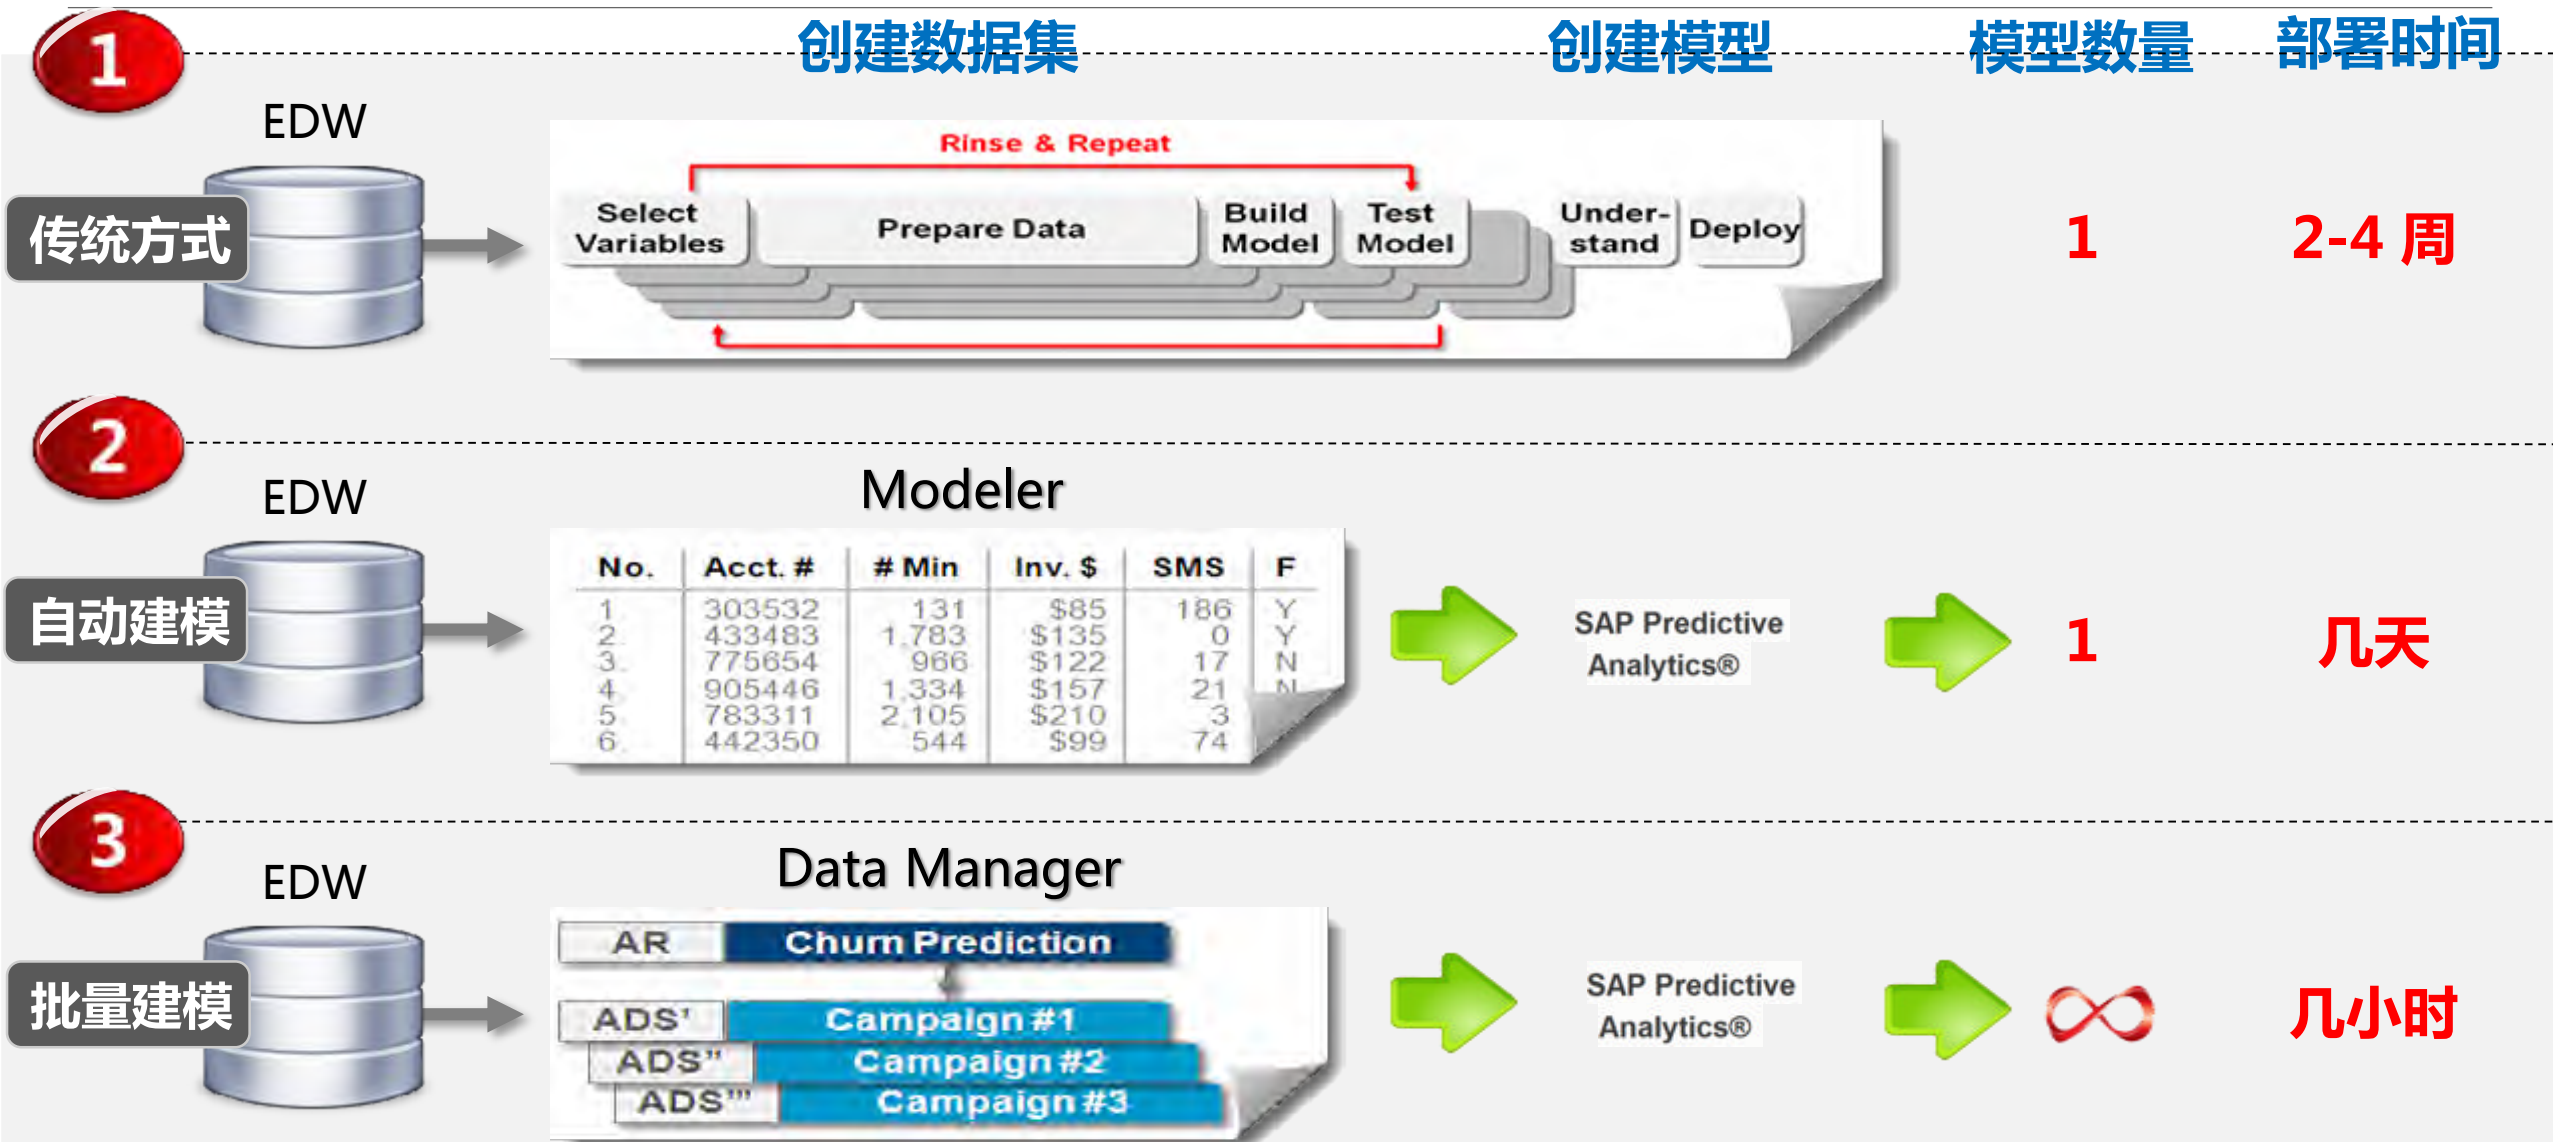 创建数据集 创建模型 模型数量 部署时间
1
EDW
传统方式
Rinse & Repeat
Select Variables Prepare Data Build Model Test Model Under-stand Deploy
1 2-4 周
2
EDW
自动建模
Modeler
No. Acct. # # Min Inv. $ SMS F
1. 303532 131 $85 186 Y
2. 433483 1,783 $135 0 Y
3. 775654 966 $122 17 N
4. 905446 1,334 $157 21 N
5. 783311 2,105 $210 3
6. 442350 544 $99 74
SAP Predictive
Analytics®
1 几天
3
EDW
批量建模
Data Manager
AR Churn Prediction
ADS' Campaign #1
ADS" Campaign #2
ADS"' Campaign #3
SAP Predictive
Analytics®
∞ 几小时